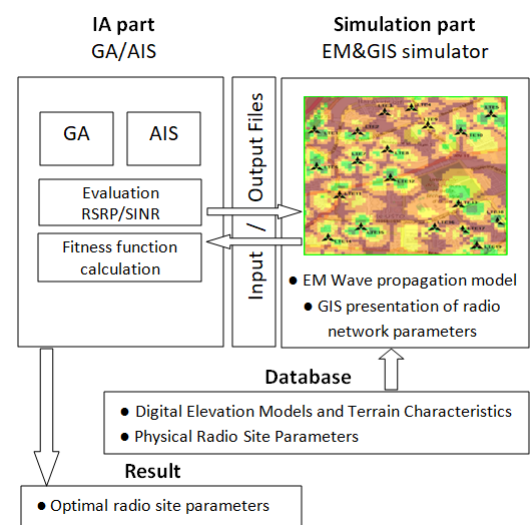 IA part
GA/AIS
Simulation part
EM&GIS simulator
GA
AIS
Evaluation
RSRP/SINR
Fitness function
calculation
Input / Output Files
● EM Wave propagation model
● GIS presentation of radio
network parameters
Database
● Digital Elevation Models and Terrain Characteristics
● Physical Radio Site Parameters
Result
● Optimal radio site parameters